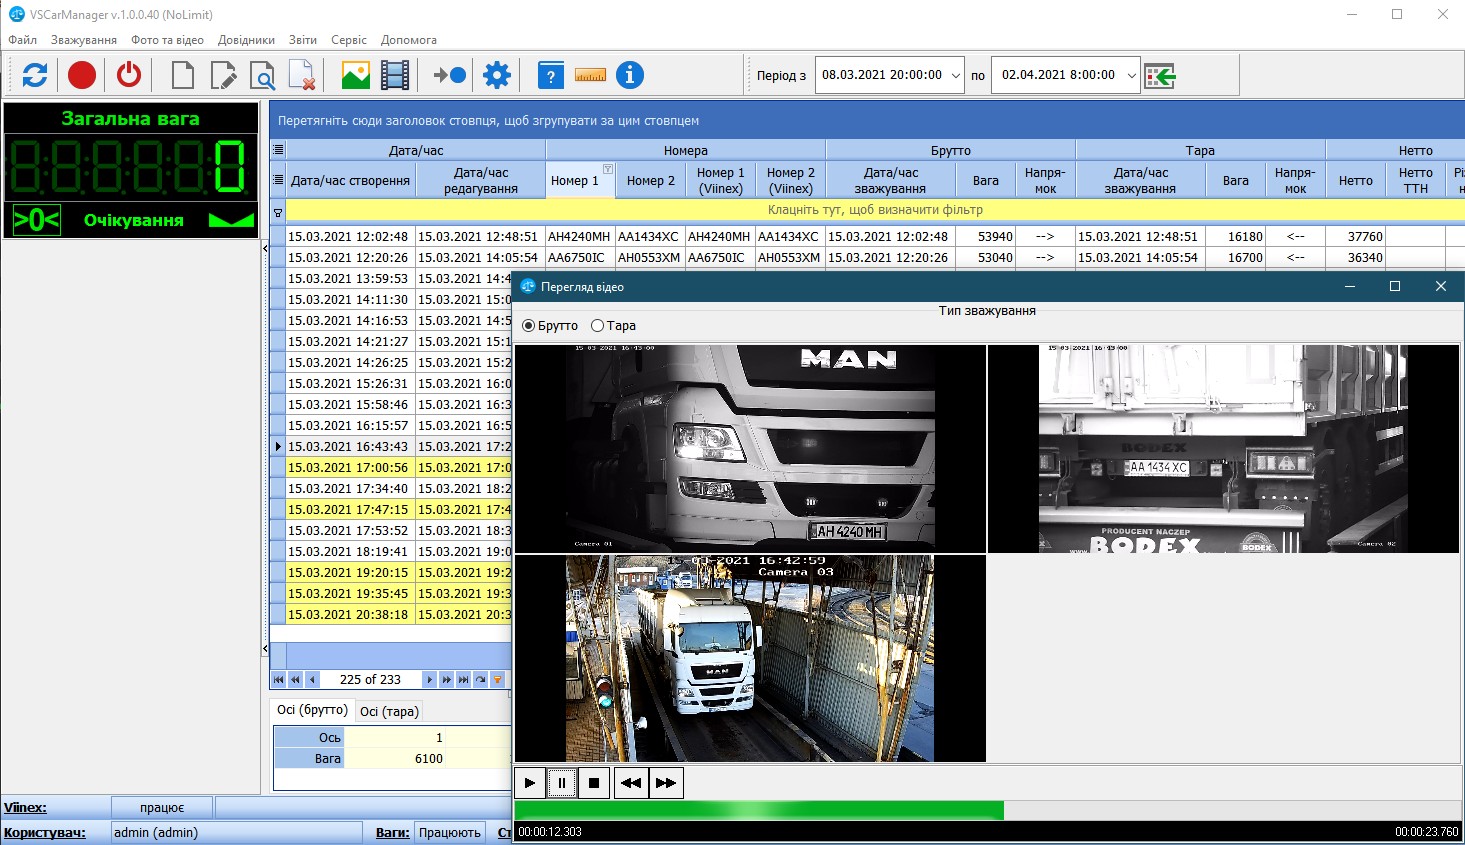 VSCarManager v.1.0.0.40 (NoLimit)
Файл Зважування Фото та відео Довідники Звіти Сервіс Допомога
Період з 08.03.2021 20:00:00 по 02.04.2021 8:00:00
Загальна вага
0
>0< Очікування
Перетягніть сюди заголовок стовпця, щоб згрупувати за цим стовпцем
Дата/час Номера Брутто Тара Нетто
Дата/час створення Дата/час редагування Номер 1 Номер 2 Номер 1 (Viinex) Номер 2 (Viinex) Дата/час зважування Вага Напря-мок Дата/час зважування Вага Напря-мок Нетто Нетто ТТН
Клацніть тут, щоб визначити фільтр
15.03.2021 12:02:48 15.03.2021 12:48:51 AH4240MH AA1434XC AH4240MH AA1434XC 15.03.2021 12:02:48 53940 --> 15.03.2021 12:48:51 16180 <-- 37760
15.03.2021 12:20:26 15.03.2021 14:05:54 AA6750IC AH0553XM AA6750IC AH0553XM 15.03.2021 12:20:26 53040 --> 15.03.2021 14:05:54 16700 <-- 36340
15.03.2021 13:59:53 15.03.2021 14:4
15.03.2021 14:11:30 15.03.2021 15:0
15.03.2021 14:16:53 15.03.2021 14:5
15.03.2021 14:21:27 15.03.2021 15:1
15.03.2021 14:26:25 15.03.2021 15:2
15.03.2021 15:26:31 15.03.2021 16:0
15.03.2021 15:58:46 15.03.2021 16:3
15.03.2021 16:15:57 15.03.2021 16:5
15.03.2021 16:43:43 15.03.2021 17:2
15.03.2021 17:00:56 15.03.2021 17:0
15.03.2021 17:34:40 15.03.2021 18:2
15.03.2021 17:47:15 15.03.2021 17:4
15.03.2021 17:53:52 15.03.2021 18:3
15.03.2021 18:19:41 15.03.2021 19:0
15.03.2021 19:20:15 15.03.2021 19:2
15.03.2021 19:35:45 15.03.2021 19:3
15.03.2021 20:38:18 15.03.2021 20:3
225 of 233
Осі (брутто) Осі (тара)
Ось 1
Вага 6100
Viinex: працює
Користувач: admin (admin) Ваги: Працюють Ст
Перегляд відео
Тип зважування
Брутто Тара
15-03-2021 16:43:00
MAN
AH 4240 MH
Camera 01
15-03-2021 16:43:00
BODEX
AA 1434 XC
PRODUCENT NACZEP
BODEX
BODEX
Camera 02
-03-2021 16:42:59
Camera 03
MAN
00:00:12.303 00:00:23.760